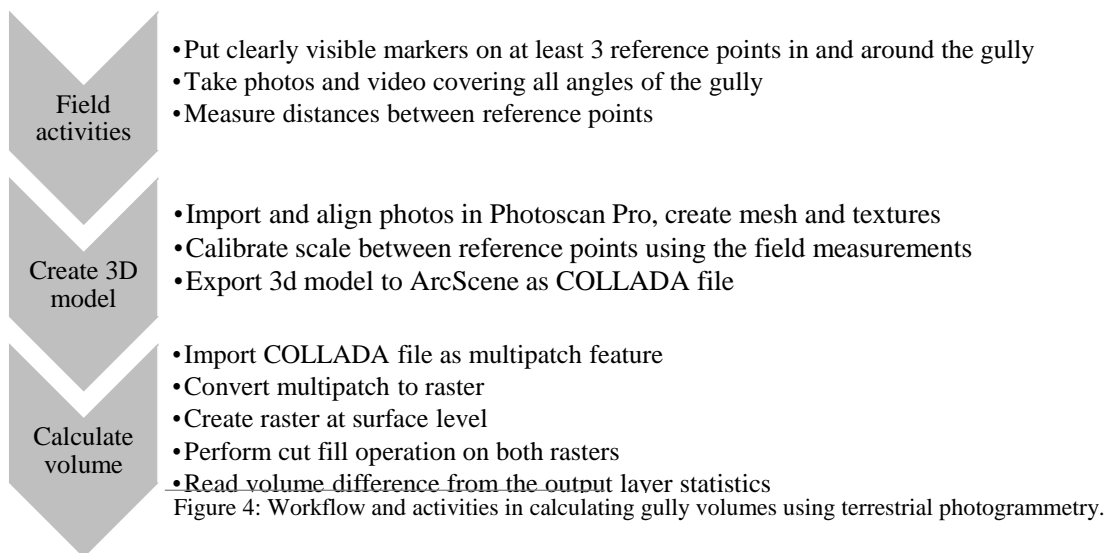 •Put clearly visible markers on at least 3 reference points in and around the gully
•Take photos and video covering all angles of the gully
•Measure distances between reference points
Field
activities
•Import and align photos in Photoscan Pro, create mesh and textures
•Calibrate scale between reference points using the field measurements
•Export 3d model to ArcScene as COLLADA file
Create 3D
model
•Import COLLADA file as multipatch feature
•Convert multipatch to raster
•Create raster at surface level
•Perform cut fill operation on both rasters
•Read volume difference from the output layer statistics
Calculate
volume
Figure 4: Workflow and activities in calculating gully volumes using terrestrial photogrammetry.